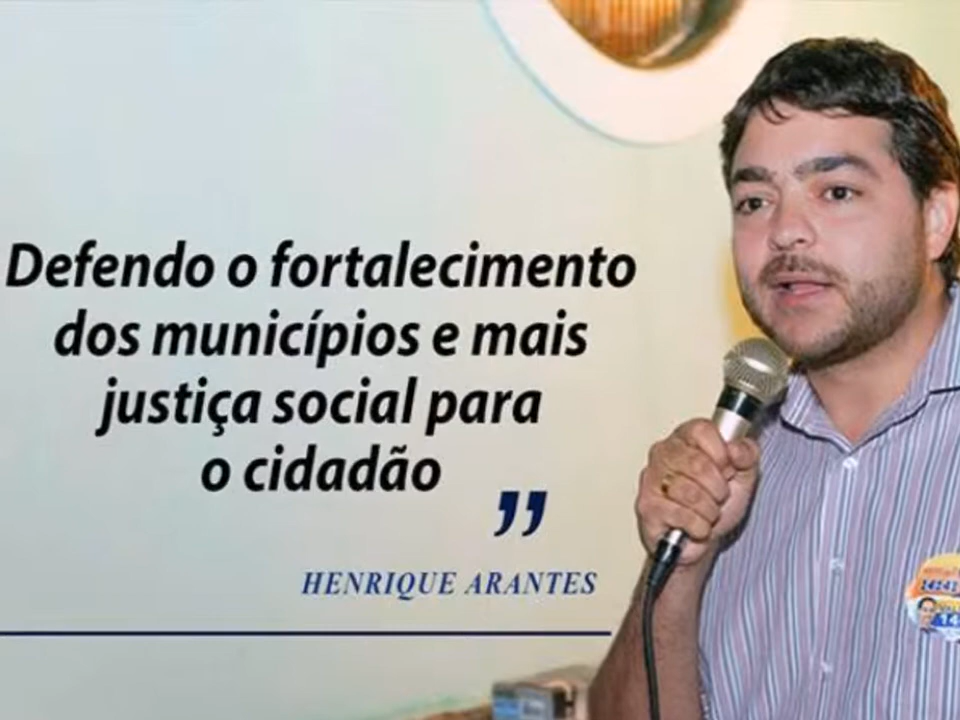 Defendo o fortalecimento
dos municípios e mais
justiça social para
o cidadão
”
HENRIQUE ARANTES